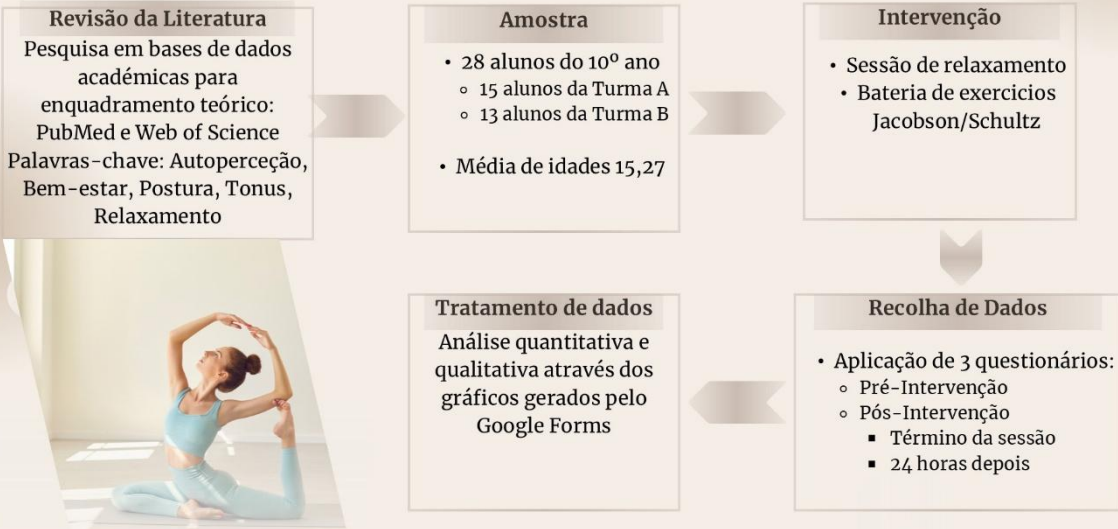 Revisão da Literatura
Pesquisa em bases de dados
académicas para
enquadramento teórico:
PubMed e Web of Science
Palavras-chave: Autoperceção,
Bem-estar, Postura, Tonus,
Relaxamento
Amostra
• 28 alunos do 10º ano
◦ 15 alunos da Turma A
◦ 13 alunos da Turma B
• Média de idades 15,27
Intervenção
• Sessão de relaxamento
• Bateria de exercicios
Jacobson/Schultz
Recolha de Dados
• Aplicação de 3 questionários:
◦ Pré-Intervenção
◦ Pós-Intervenção
▪ Término da sessão
▪ 24 horas depois
Tratamento de dados
Análise quantitativa e
qualitativa através dos
gráficos gerados pelo
Google Forms